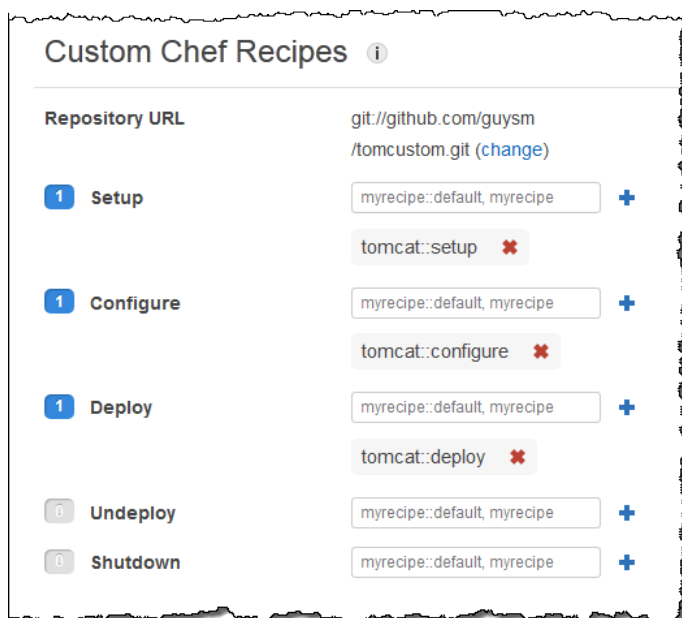 Custom Chef Recipes i
Repository URL git://github.com/guysm
/tomcustom.git (change)
1 Setup myrecipe::default, myrecipe
tomcat::setup
1 Configure myrecipe::default, myrecipe
tomcat::configure
1 Deploy myrecipe::default, myrecipe
tomcat::deploy
0 Undeploy myrecipe::default, myrecipe
0 Shutdown myrecipe::default, myrecipe